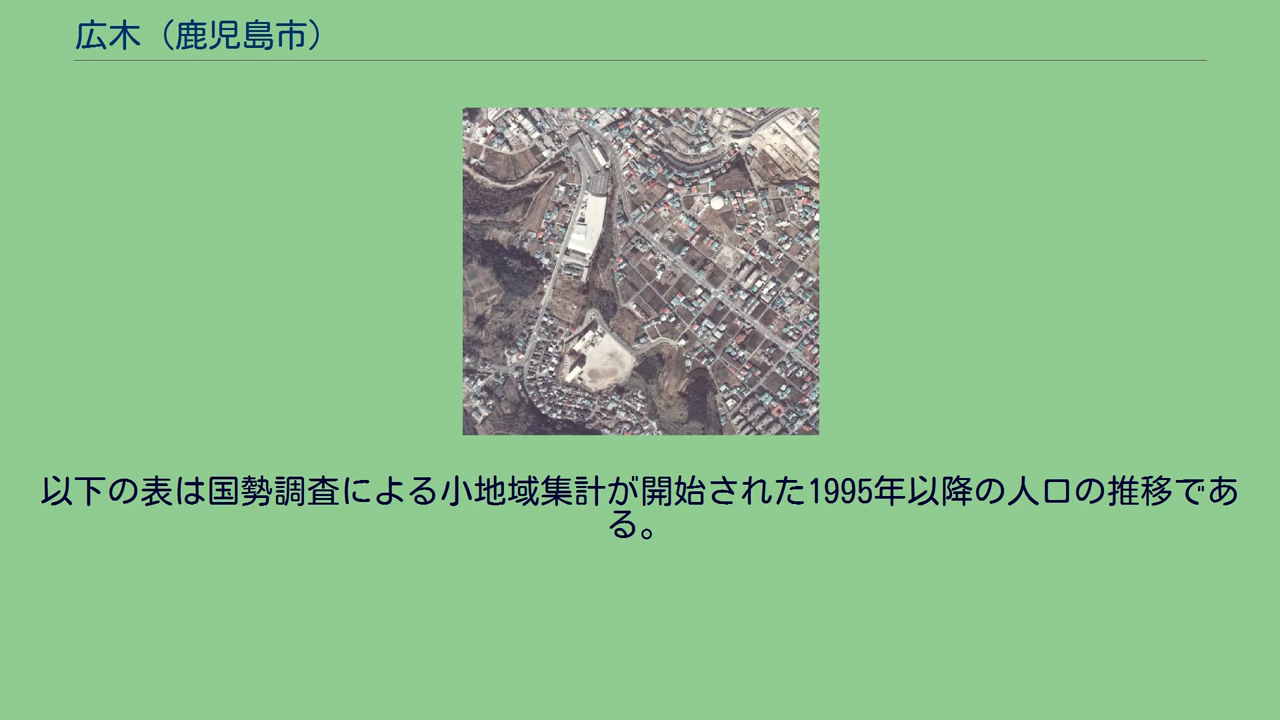 広木（鹿児島市）
以下の表は国勢調査による小地域集計が開始された1995年以降の人口の推移であ
る。